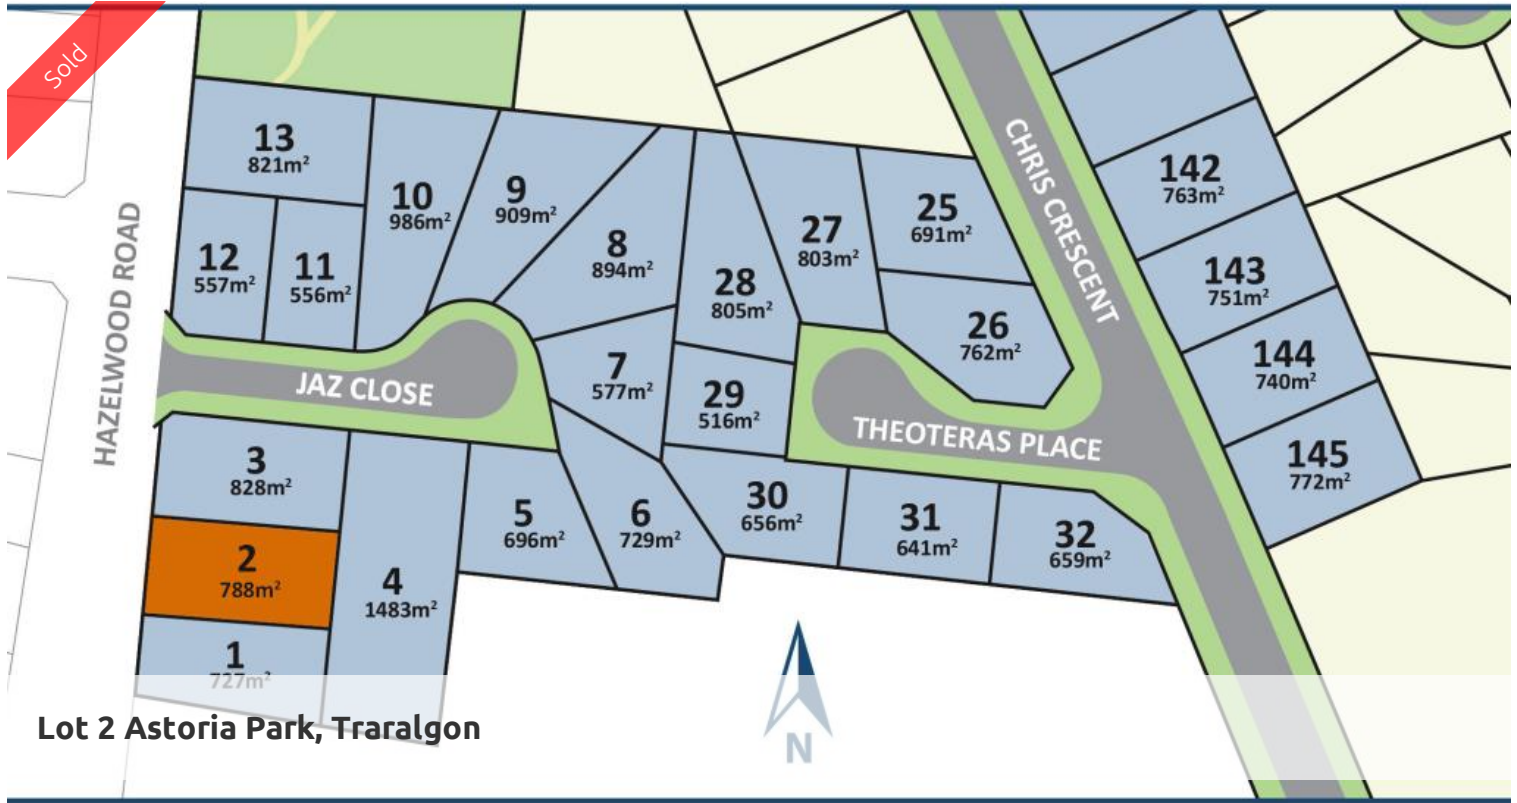 Sold
13
821m²
10
986m²
9
909m²
8
894m²
12
557m²
11
556m²
28
805m²
27
803m²
25
691m²
26
762m²
CHRIS CRESCENT
142
763m²
143
751m²
144
740m²
145
772m²
HAZELWOOD ROAD
JAZ CLOSE
7
577m²
29
516m²
THEOTERAS PLACE
3
828m²
2
788m²
1
727m²
4
1483m²
5
696m²
6
729m²
30
656m²
31
641m²
32
659m²
Lot 2 Astoria Park, Traralgon
N